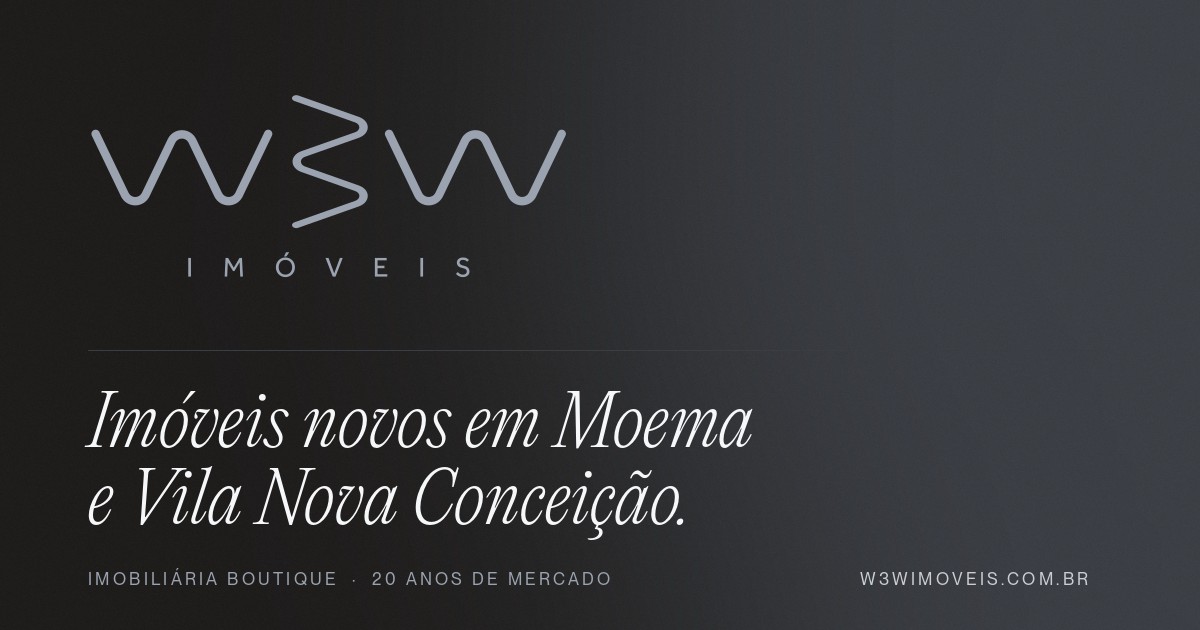 W3W
IMÓVEIS
Imóveis novos em Moema
e Vila Nova Conceição.
IMOBILIÁRIA BOUTIQUE · 20 ANOS DE MERCADO
W3WIMOVEIS.COM.BR